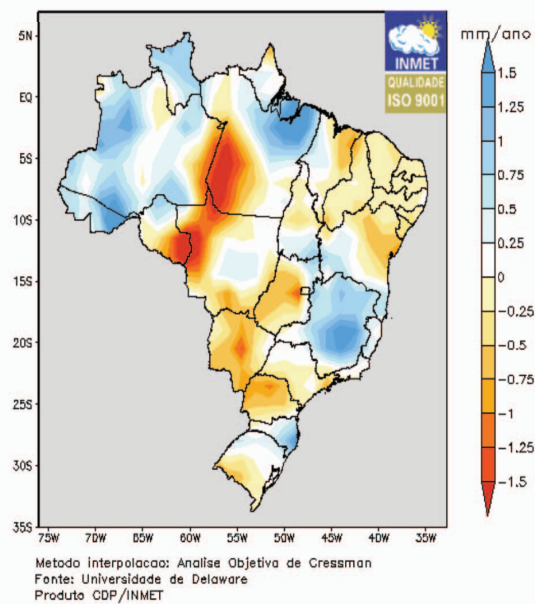 mm/ano
INMET
QUALIDADE
ISO 9001
5N
EQ
5S
10S
15S
20S
25S
30S
35S
75W 70W 65W 60W 55W 50W 45W 40W 35W
1.5
1.25
1
0.75
0.5
0.25
0
-0.25
-0.5
-0.75
-1
-1.25
-1.5
Metodo interpolacao: Analise Objetiva de Cressman
Fonte: Universidade de Delaware
Produto CDP/INMET